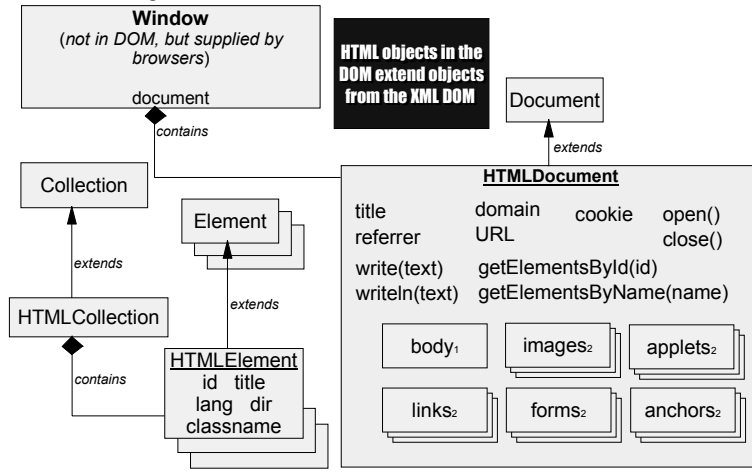 Window
(not in DOM, but supplied by
browsers)
document
HTML objects in the
DOM extend objects
from the XML DOM
Document
contains
extends
Collection
Element
extends
extends
HTMLCollection
contains
HTMLElement
id title
lang dir
classname
HTMLDocument
title domain cookie open()
referrer URL close()
write(text) getElementsById(id)
writeln(text) getElementsByName(name)
body1 images2 applets2
links2 forms2 anchors2